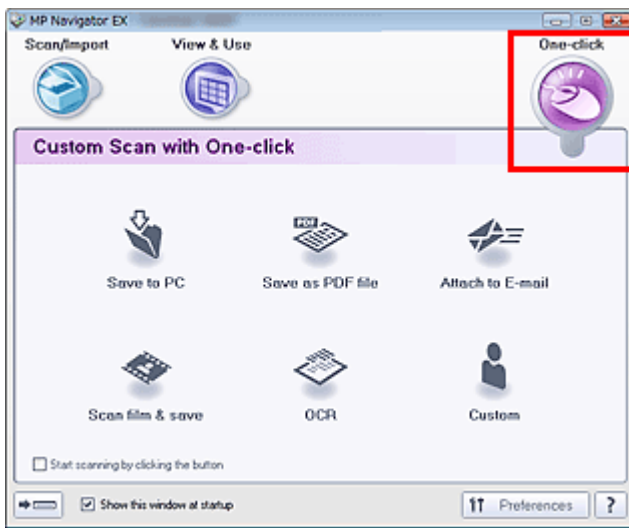 MP Navigator EX
Scan/Import View & Use One-click
Custom Scan with One-click
Save to PC Save as PDF file Attach to E-mail
PDF
Scan film & save OCR Custom
Start scanning by clicking the button
Show this window at startup Preferences ?